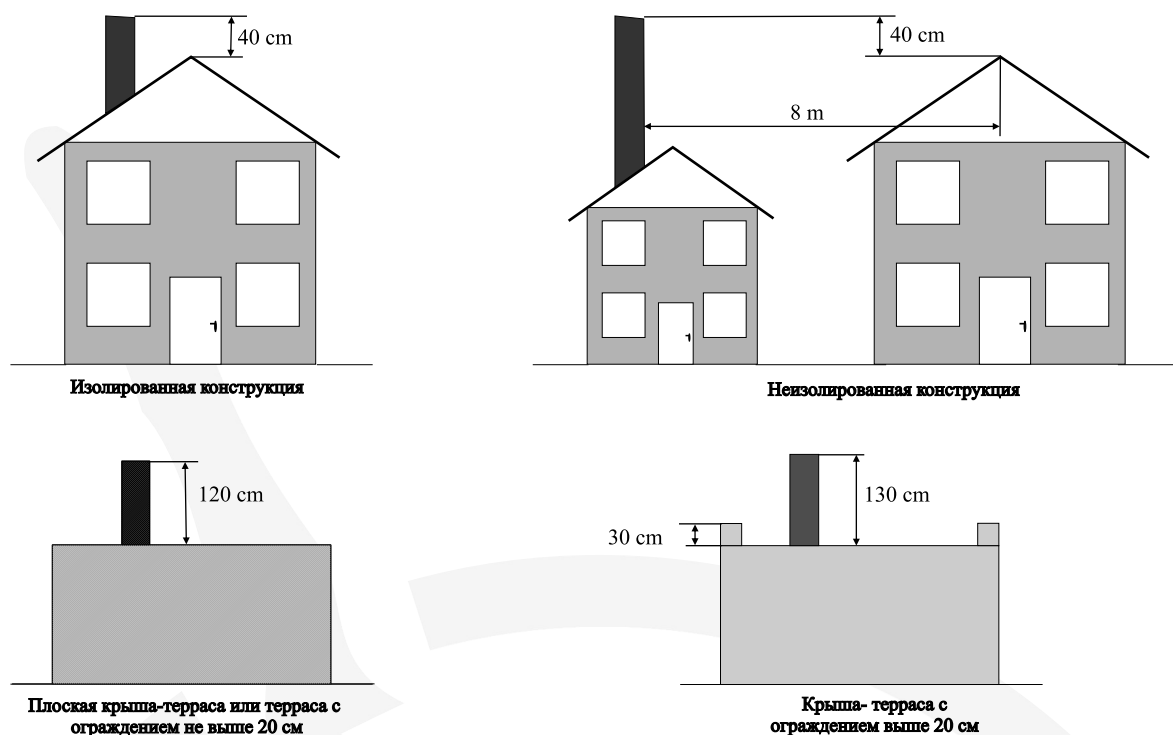 40 cm
40 cm
8 m
Изолированная конструкция
Неизолированная конструкция
120 cm
130 cm
30 cm
Плоская крыша-терраса или терраса с
ограждением не выше 20 см
Крыша- терраса с
ограждением выше 20 см